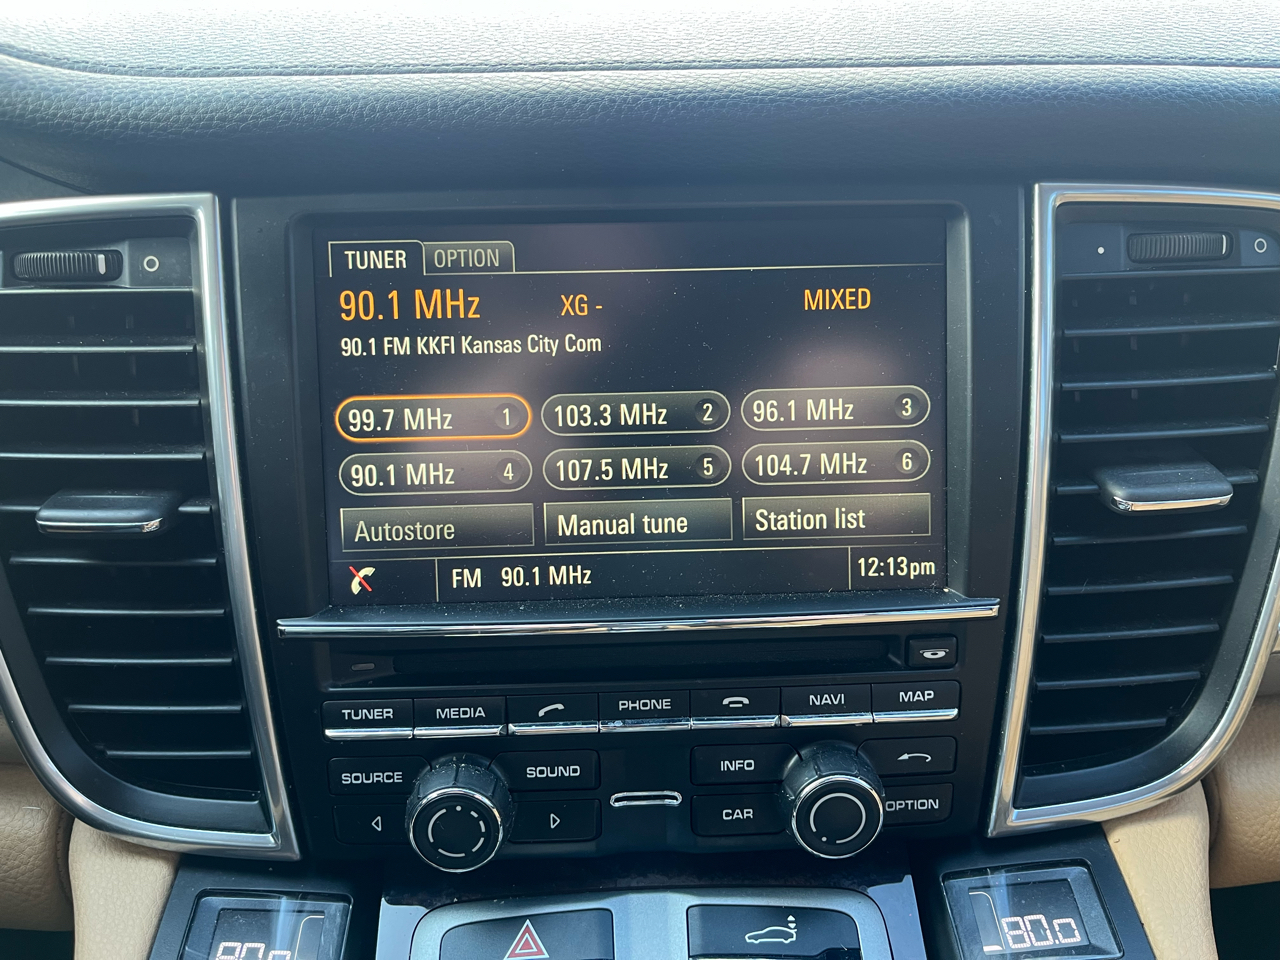 TUNER OPTION
90.1 MHz XG - MIXED
90.1 FM KKFI Kansas City Com
99.7 MHz 1 103.3 MHz 2 96.1 MHz 3
90.1 MHz 4 107.5 MHz 5 104.7 MHz 6
Autostore Manual tune Station list
FM 90.1 MHz 12:13pm
TUNER MEDIA PHONE NAVI MAP
SOURCE SOUND INFO
CAR OPTION